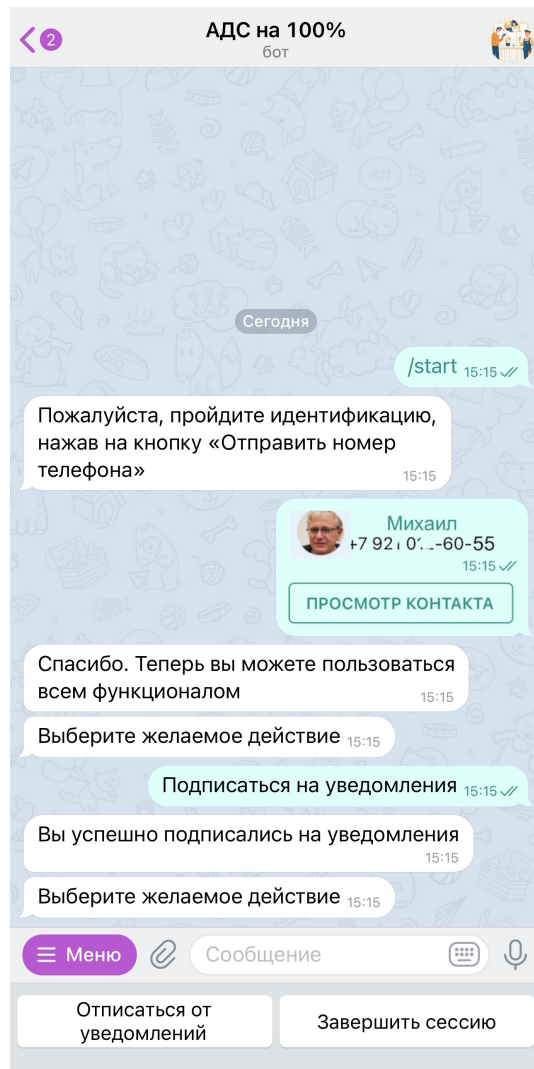 2
АДС на 100%
бот
Сегодня
/start 15:15
Пожалуйста, пройдите идентификацию,
нажав на кнопку «Отправить номер
телефона»
15:15
Михаил
-60-55
15:15
ПРОСМОТР КОНТАКТА
Спасибо. Теперь вы можете пользоваться
всем функционалом
15:15
Выберите желаемое действие 15:15
Подписаться на уведомления 15:15
Вы успешно подписались на уведомления
15:15
Выберите желаемое действие 15:15
Меню
Сообщение
Отписаться от
уведомлений
Завершить сессию